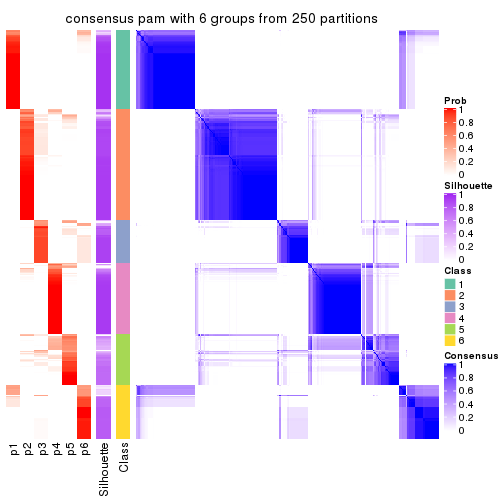 consensus pam with 6 groups from 250 partitions
Prob
1
0.8
0.6
0.4
0.2
0
Silhouette
1
0.8
0.6
0.4
0.2
0
Class
1
2
3
4
5
6
Consensus
1
0.8
0.6
0.4
0.2
0
p1
p2
p3
p4
p5
p6
Silhouette
Class